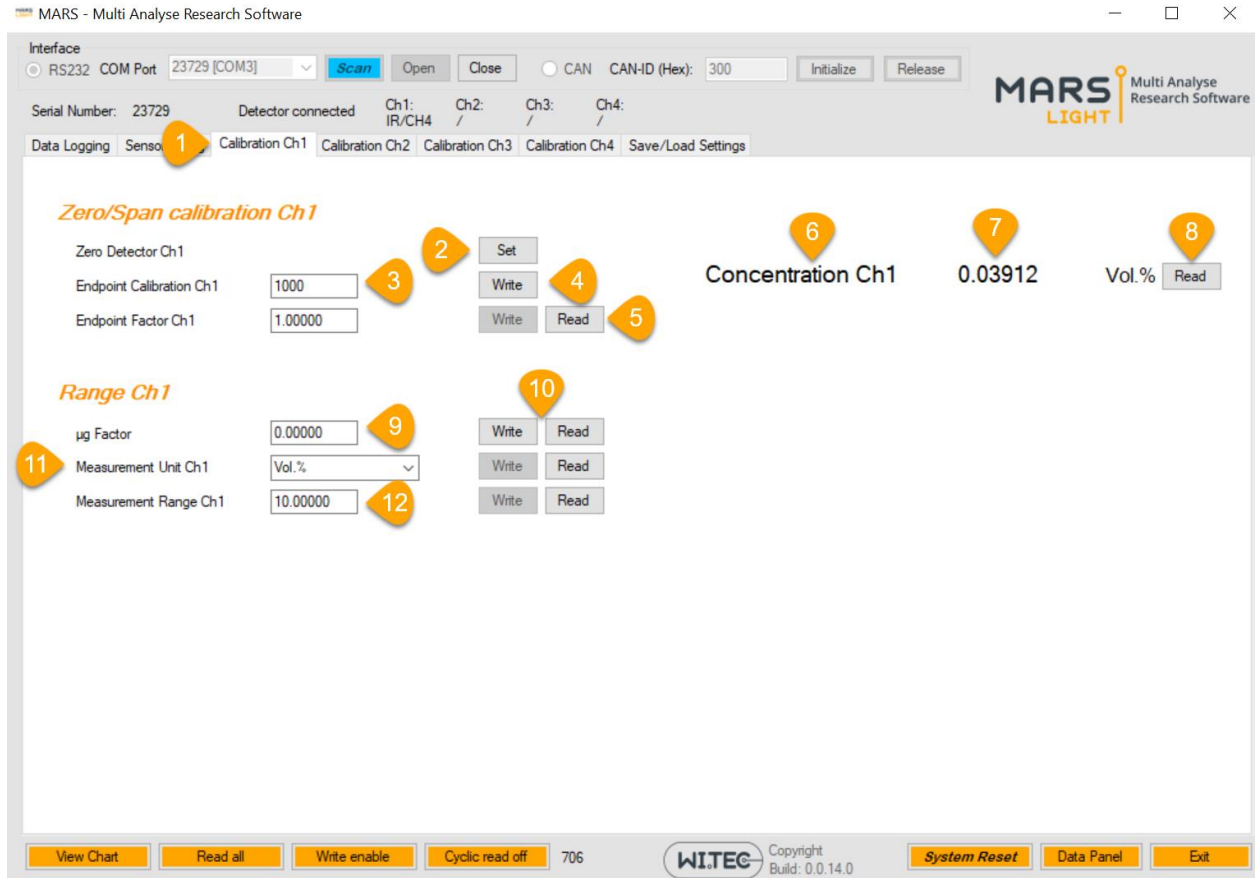 MARS - Multi Analyse Research Software
Interface
RS232 COM Port 23729 [COM3] Scan Open Close CAN CAN-ID (Hex): 300 Initialize Release
MARS LIGHT Multi Analyse Research Software
Serial Number: 23729 Detector connected Ch1: IR/CH4 Ch2: / Ch3: / Ch4: /
Data Logging 1 Calibration Ch1 Calibration Ch2 Calibration Ch3 Calibration Ch4 Save/Load Settings
Zero/Span calibration Ch1
Zero Detector Ch1 2 Set
Endpoint Calibration Ch1 1000 3 Write 4
Endpoint Factor Ch1 1.00000 Write Read 5
6 7 8
Concentration Ch1 0.03912 Vol.% Read
Range Ch1
10
µg Factor 0.00000 9 Write Read
11 Measurement Unit Ch1 Vol.% Write Read
Measurement Range Ch1 10.00000 12 Write Read
View Chart Read all Write enable Cyclic read off 706 WITEC Copyright System Reset Data Panel Exit
Build: 0.0.14.0